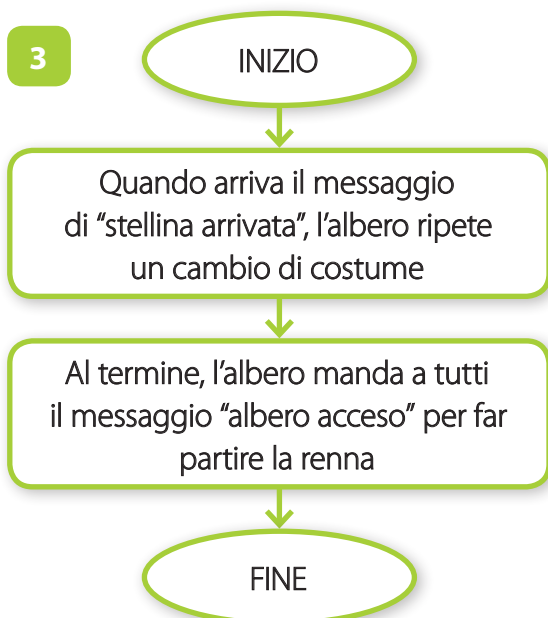 3
INIZIO
Quando arriva il messaggio
di “stellina arrivata”, l’albero ripete
un cambio di costume
Al termine, l’albero manda a tutti
il messaggio “albero acceso” per far
partire la renna
FINE